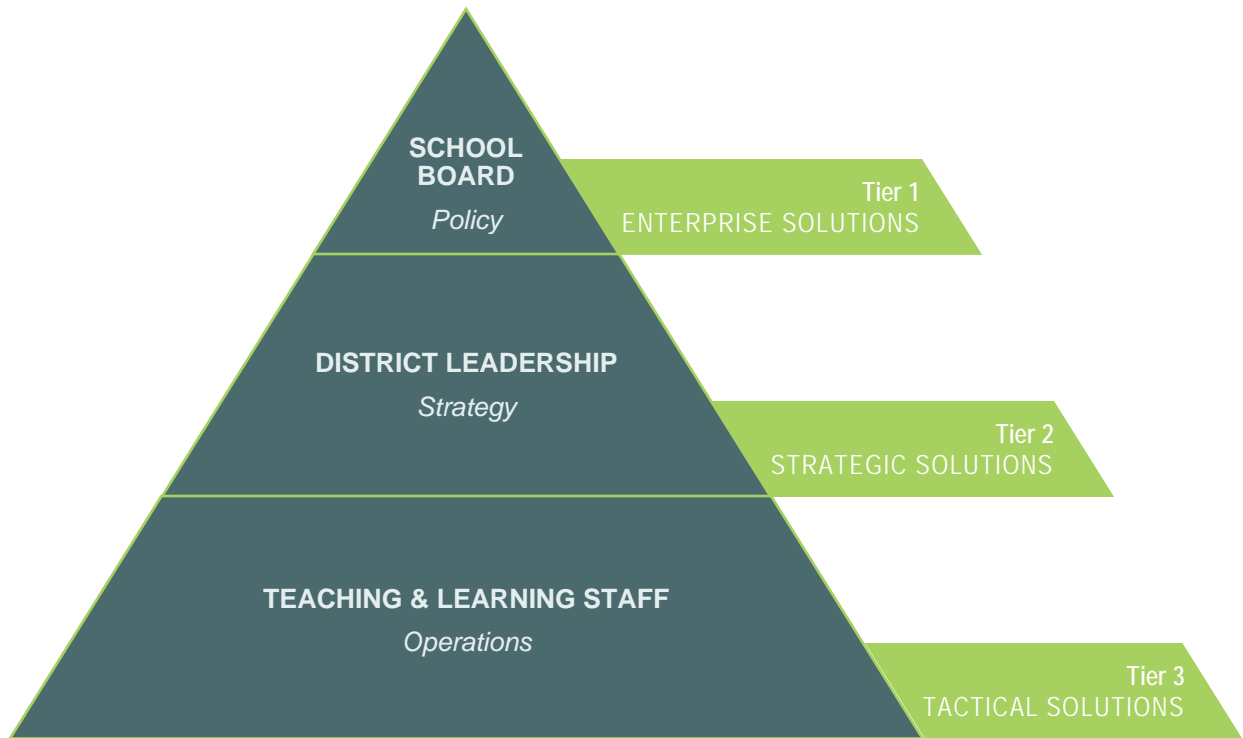 SCHOOL
BOARD
Policy
Tier 1
ENTERPRISE SOLUTIONS
DISTRICT LEADERSHIP
Strategy
Tier 2
STRATEGIC SOLUTIONS
TEACHING & LEARNING STAFF
Operations
Tier 3
TACTICAL SOLUTIONS